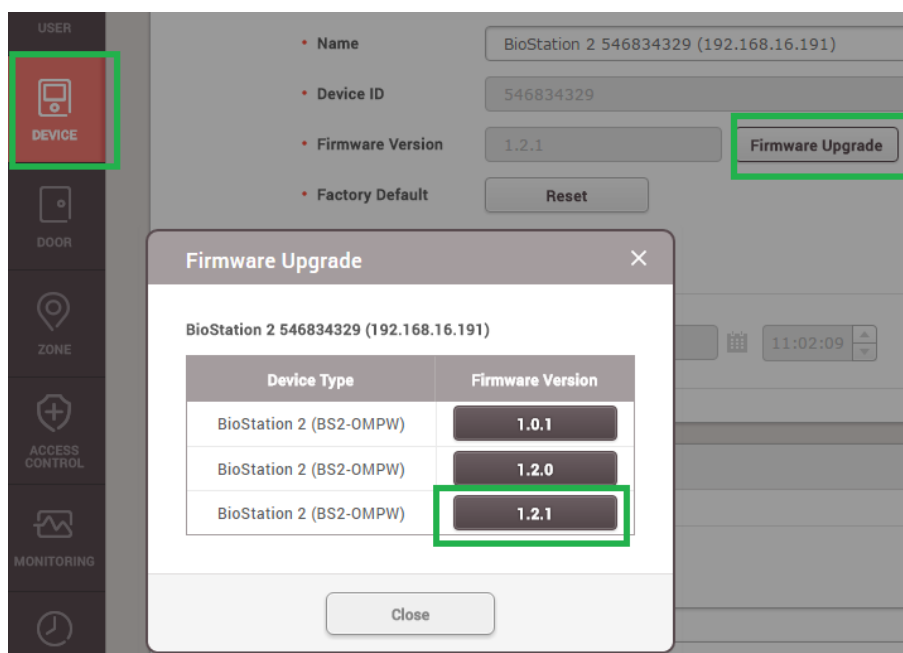 USER
DEVICE
DOOR
ZONE
ACCESS
CONTROL
MONITORING
• Name
BioStation 2 546834329 (192.168.16.191)
• Device ID
546834329
• Firmware Version
1.2.1
Firmware Upgrade
• Factory Default
Reset
11:02:09
Firmware Upgrade
BioStation 2 546834329 (192.168.16.191)
Device Type Firmware Version
BioStation 2 (BS2-OMPW) 1.0.1
BioStation 2 (BS2-OMPW) 1.2.0
BioStation 2 (BS2-OMPW) 1.2.1
Close